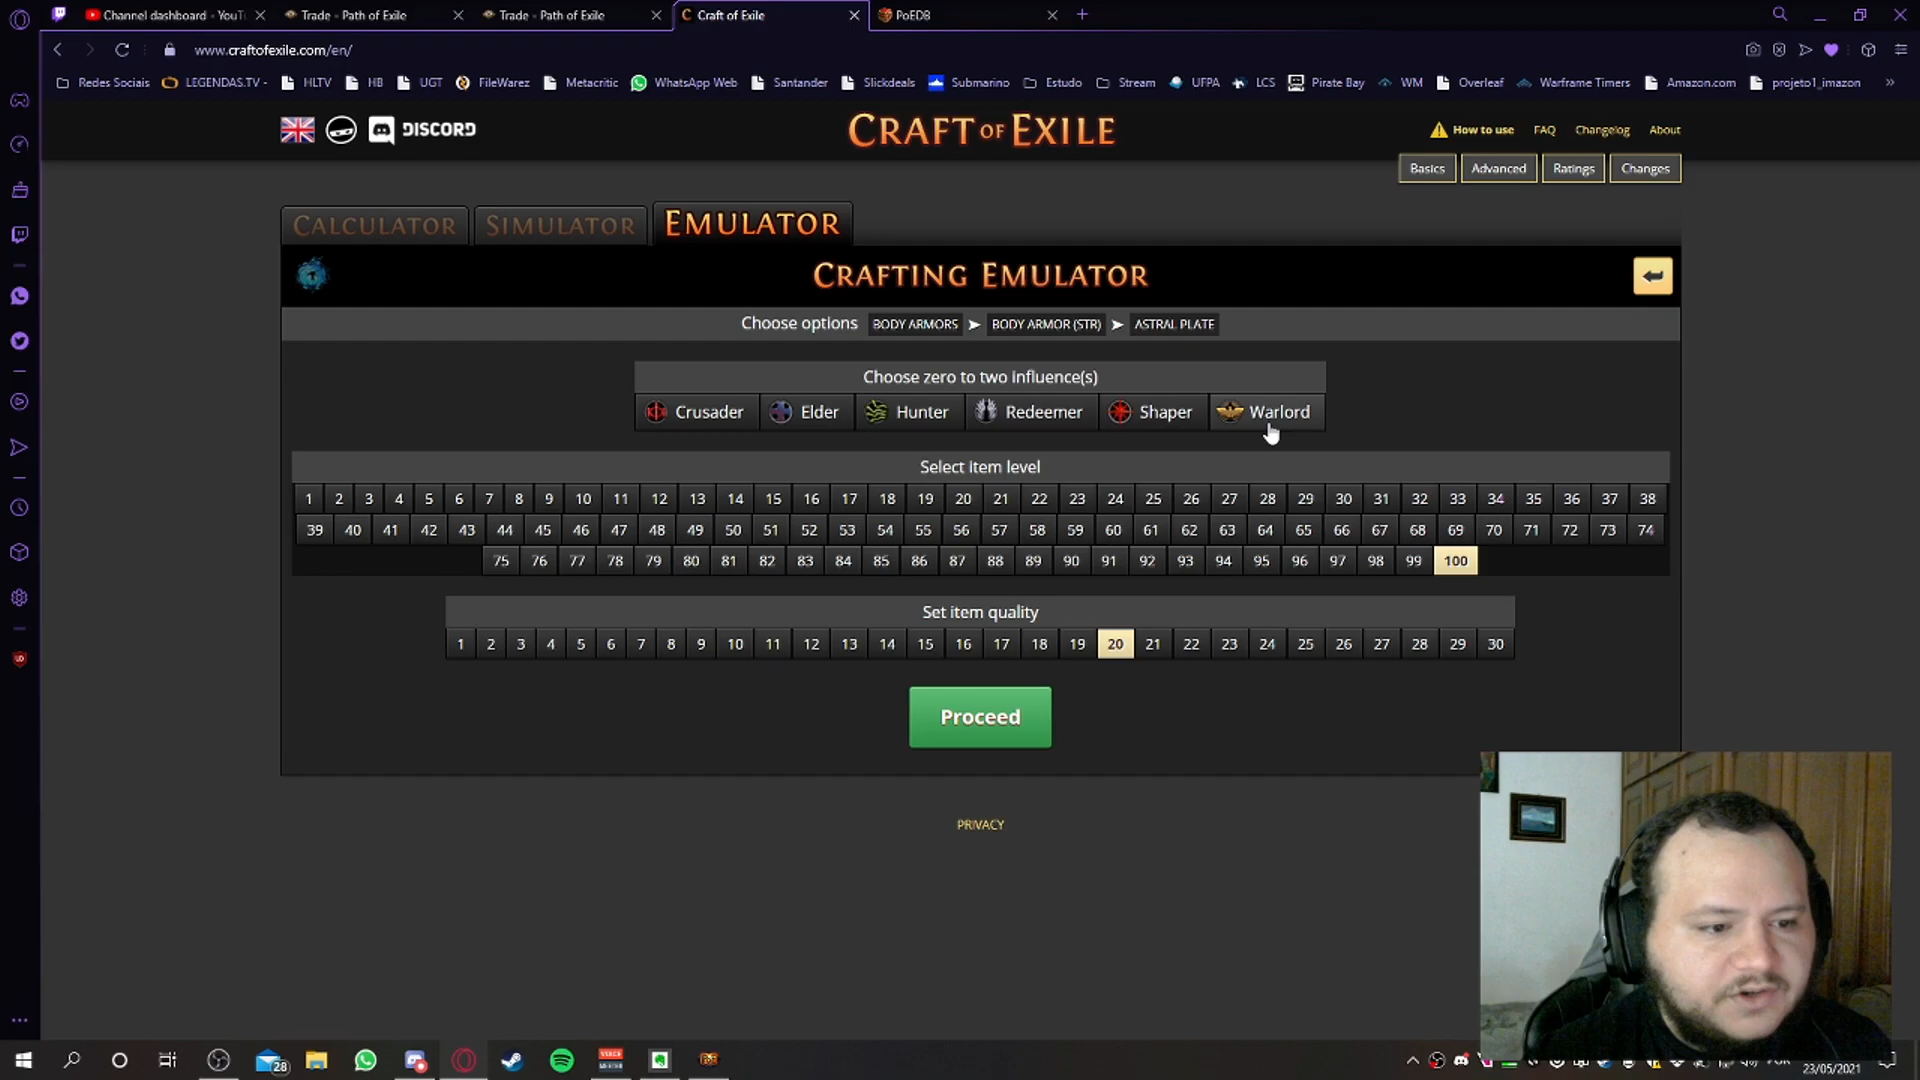 Channel dashboard - YouTu
Trade - Path of Exile
Trade - Path of Exile
Craft of Exile
PoEDB
www.craftofexile.com/en/
Redes Sociais
LEGENDAS.TV -
HLTV
HB
UGT
FileWarez
Metacritic
WhatsApp Web
Santander
Slickdeals
Submarino
Estudo
Stream
UFPA
LCS
Pirate Bay
WM
Overleaf
Warframe Timers
Amazon.com
projeto1_imazon
DISCORD
CRAFT OF EXILE
How to use
FAQ
Changelog
About
Basics
Advanced
Ratings
Changes
CALCULATOR
SIMULATOR
EMULATOR
CRAFTING EMULATOR
Choose options BODY ARMORS BODY ARMOR (STR) ASTRAL PLATE
Choose zero to two influence(s)
Crusader Elder Hunter Redeemer Shaper Warlord
Select item level
1 2 3 4 5 6 7 8 9 10 11 12 13 14 15 16 17 18 19 20 21 22 23 24 25 26 27 28 29 30 31 32 33 34 35 36 37 38
39 40 41 42 43 44 45 46 47 48 49 50 51 52 53 54 55 56 57 58 59 60 61 62 63 64 65 66 67 68 69 70 71 72 73 74
75 76 77 78 79 80 81 82 83 84 85 86 87 88 89 90 91 92 93 94 95 96 97 98 99 100
Set item quality
1 2 3 4 5 6 7 8 9 10 11 12 13 14 15 16 17 18 19 20 21 22 23 24 25 26 27 28 29 30
Proceed
PRIVACY
28
23/05/2021